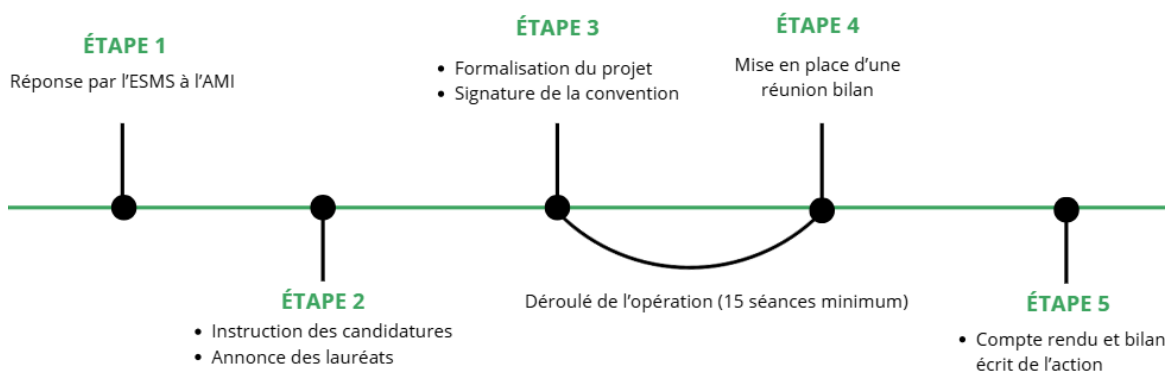 ÉTAPE 1
Réponse par l'ESMS à l'AMI
ÉTAPE 2
• Instruction des candidatures
• Annonce des lauréats
ÉTAPE 3
• Formalisation du projet
• Signature de la convention
Déroulé de l'opération (15 séances minimum)
ÉTAPE 4
Mise en place d'une
réunion bilan
ÉTAPE 5
• Compte rendu et bilan
écrit de l'action